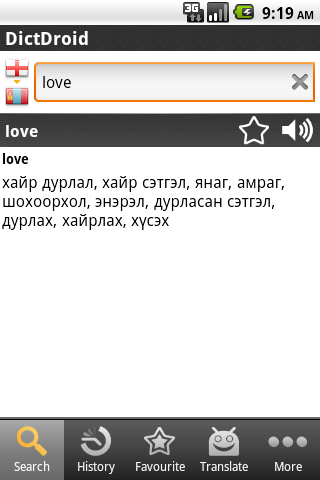 3G 9:19 AM
DictDroid
love
love
love
хайр дурлал, хайр сэтгэл, янаг, амраг,
шохоорхол, энэрэл, дурласан сэтгэл,
дурлах, хайрлах, хүсэх
Search History Favourite Translate More